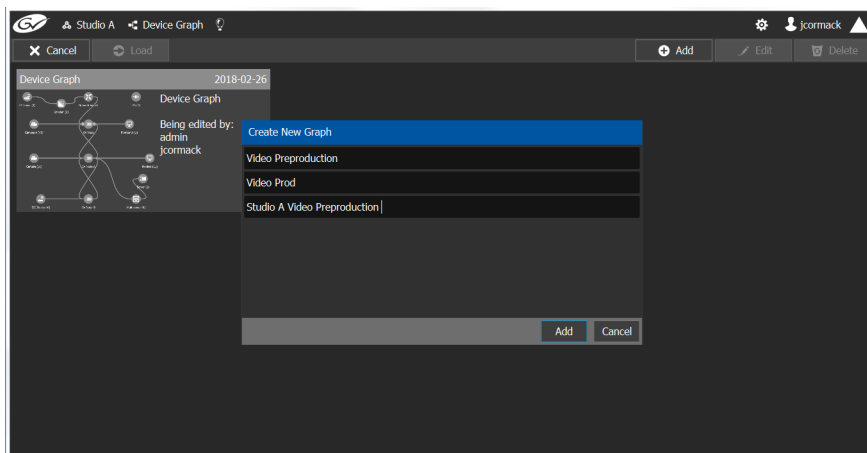 Studio A Device Graph jcormack
Cancel Load Add Edit Delete
Device Graph 2018-02-26
Device Graph
Being edited by:
admin
jcormack
Create New Graph
Video Preproduction
Video Prod
Studio A Video Preproduction
Add Cancel